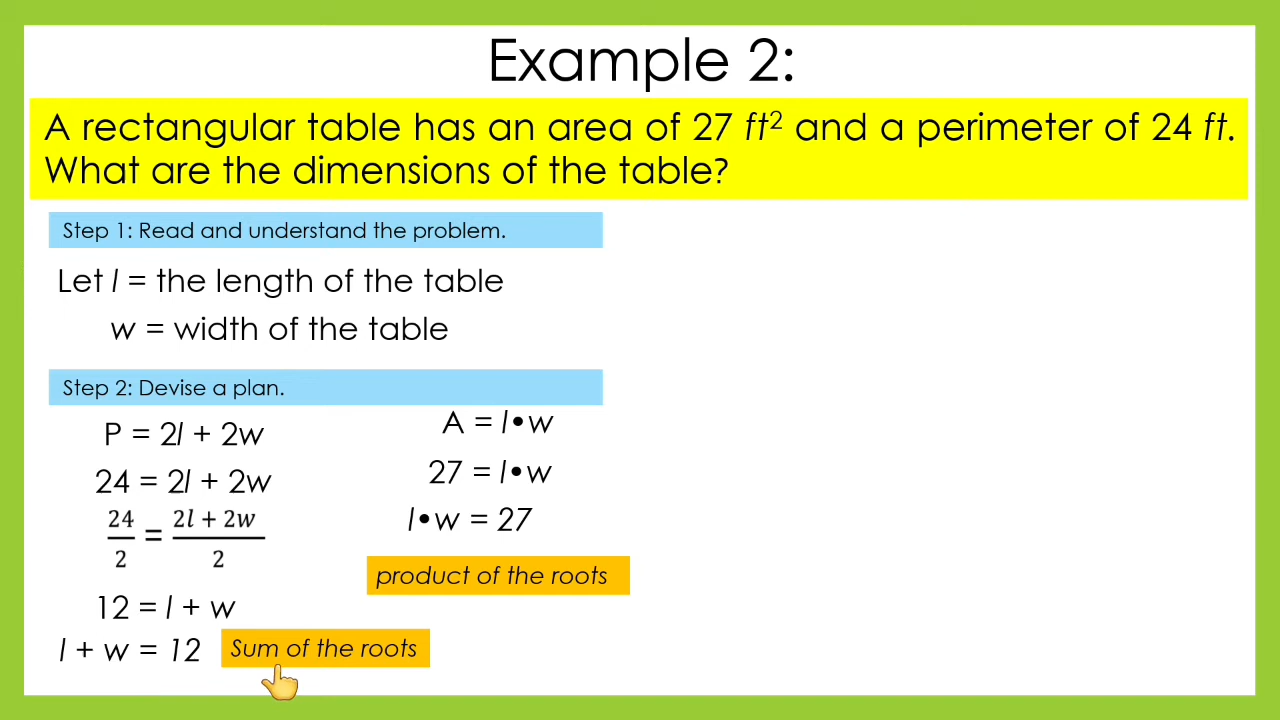 Example 2:
A rectangular table has an area of 27 ft² and a perimeter of 24 ft.
What are the dimensions of the table?
Step 1: Read and understand the problem.
Let l = the length of the table
w = width of the table
Step 2: Devise a plan.
P = 2l + 2w
24 = 2l + 2w
24/2 = (2l + 2w)/2
12 = l + w
l + w = 12 Sum of the roots
A = l•w
27 = l•w
l•w = 27
product of the roots